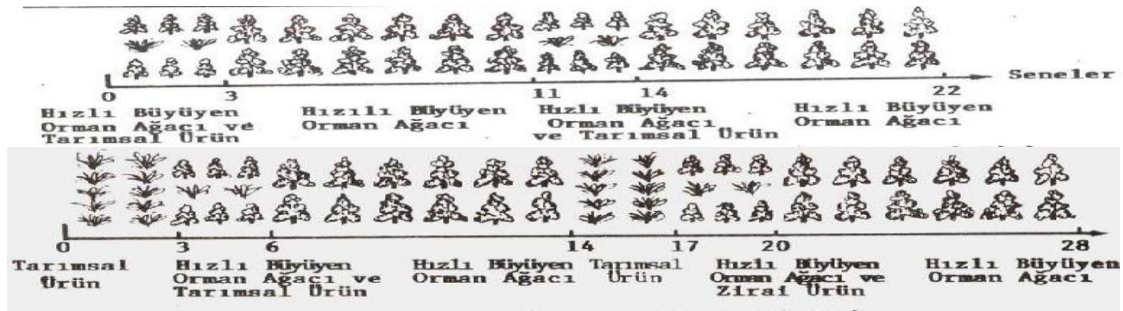 0 3 11 14 22 Seneler
Hızlı Büyüyen Hızılı Büyüyen Hızlı Büyüyen Hızlı Büyüyen
Orman Ağacı ve Orman Ağacı Orman Ağacı Orman Ağacı
Tarımsal Ürün ve Tarımsal Ürün
0 3 6 14 17 20 28
Tarımsal Hızlı Büyüyen Hızlı Büyüyen Tarımsal Hızlı Büyüyen Hızlı Büyüyen
Ürün Orman Ağacı ve Orman Ağacı Ürün Orman Ağacı ve Orman Ağacı
Tarımsal Ürün Zirai Ürün